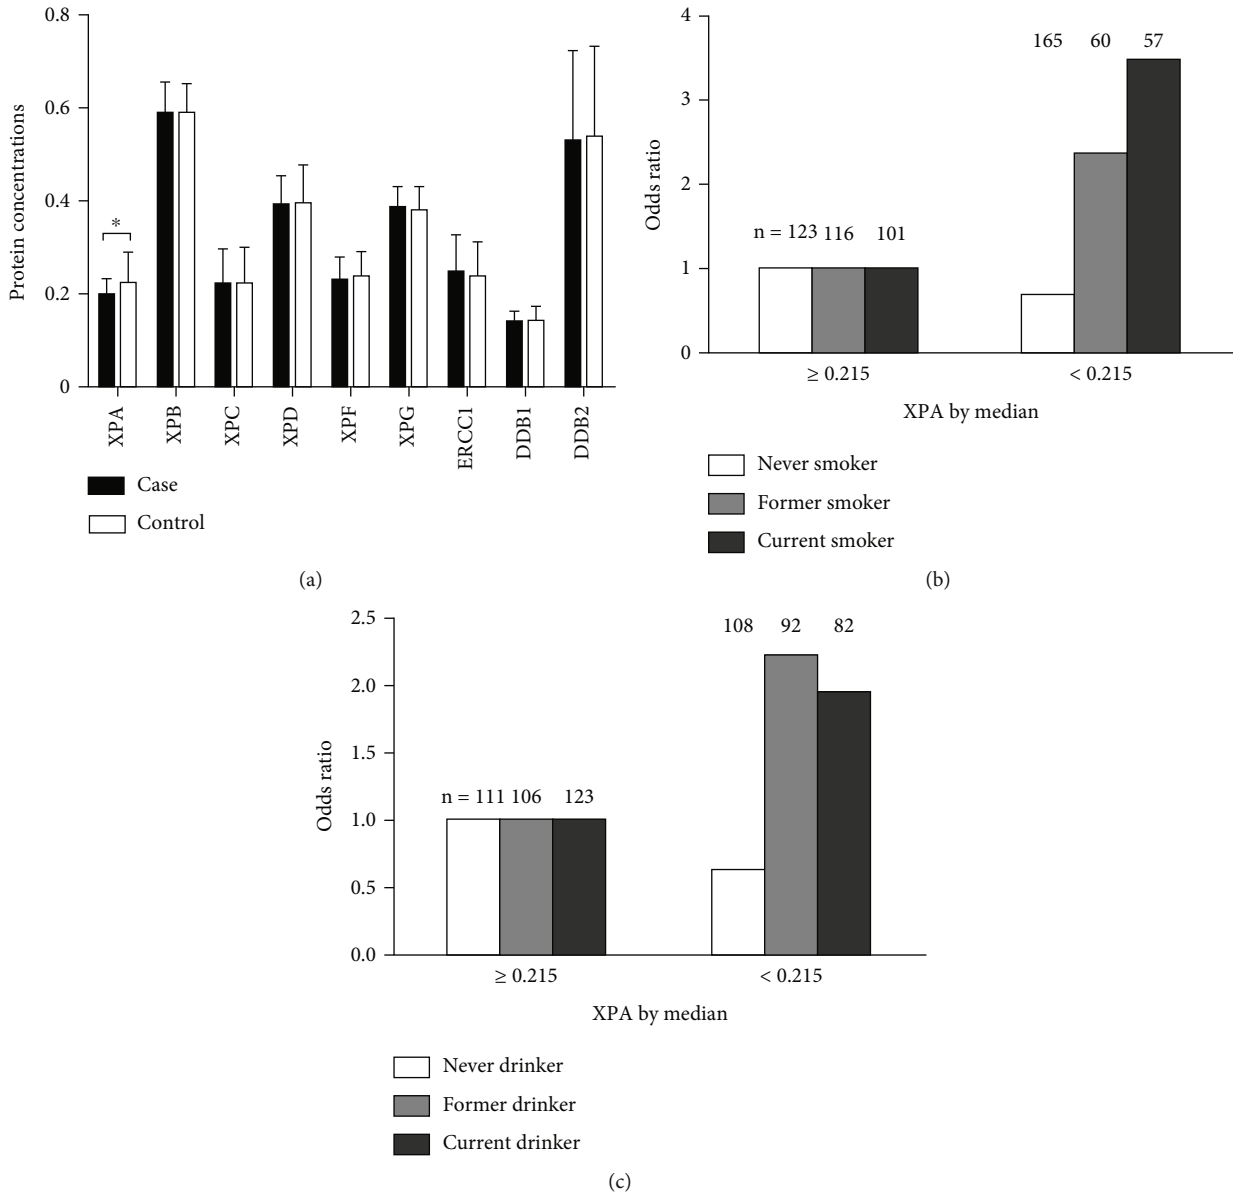 0.8
0.6
0.4
0.2
0
Protein concentrations
*
XPA
XPB
XPC
XPD
XPF
XPG
ERCC1
DDB1
DDB2
Case
Control
(a)
4
3
2
1
0
Odds ratio
n = 123 116 101
165 60 57
≥ 0.215
< 0.215
XPA by median
Never smoker
Former smoker
Current smoker
(b)
2.5
2.0
1.5
1.0
0.5
0.0
Odds ratio
n = 111 106 123
108 92 82
≥ 0.215
< 0.215
XPA by median
Never drinker
Former drinker
Current drinker
(c)